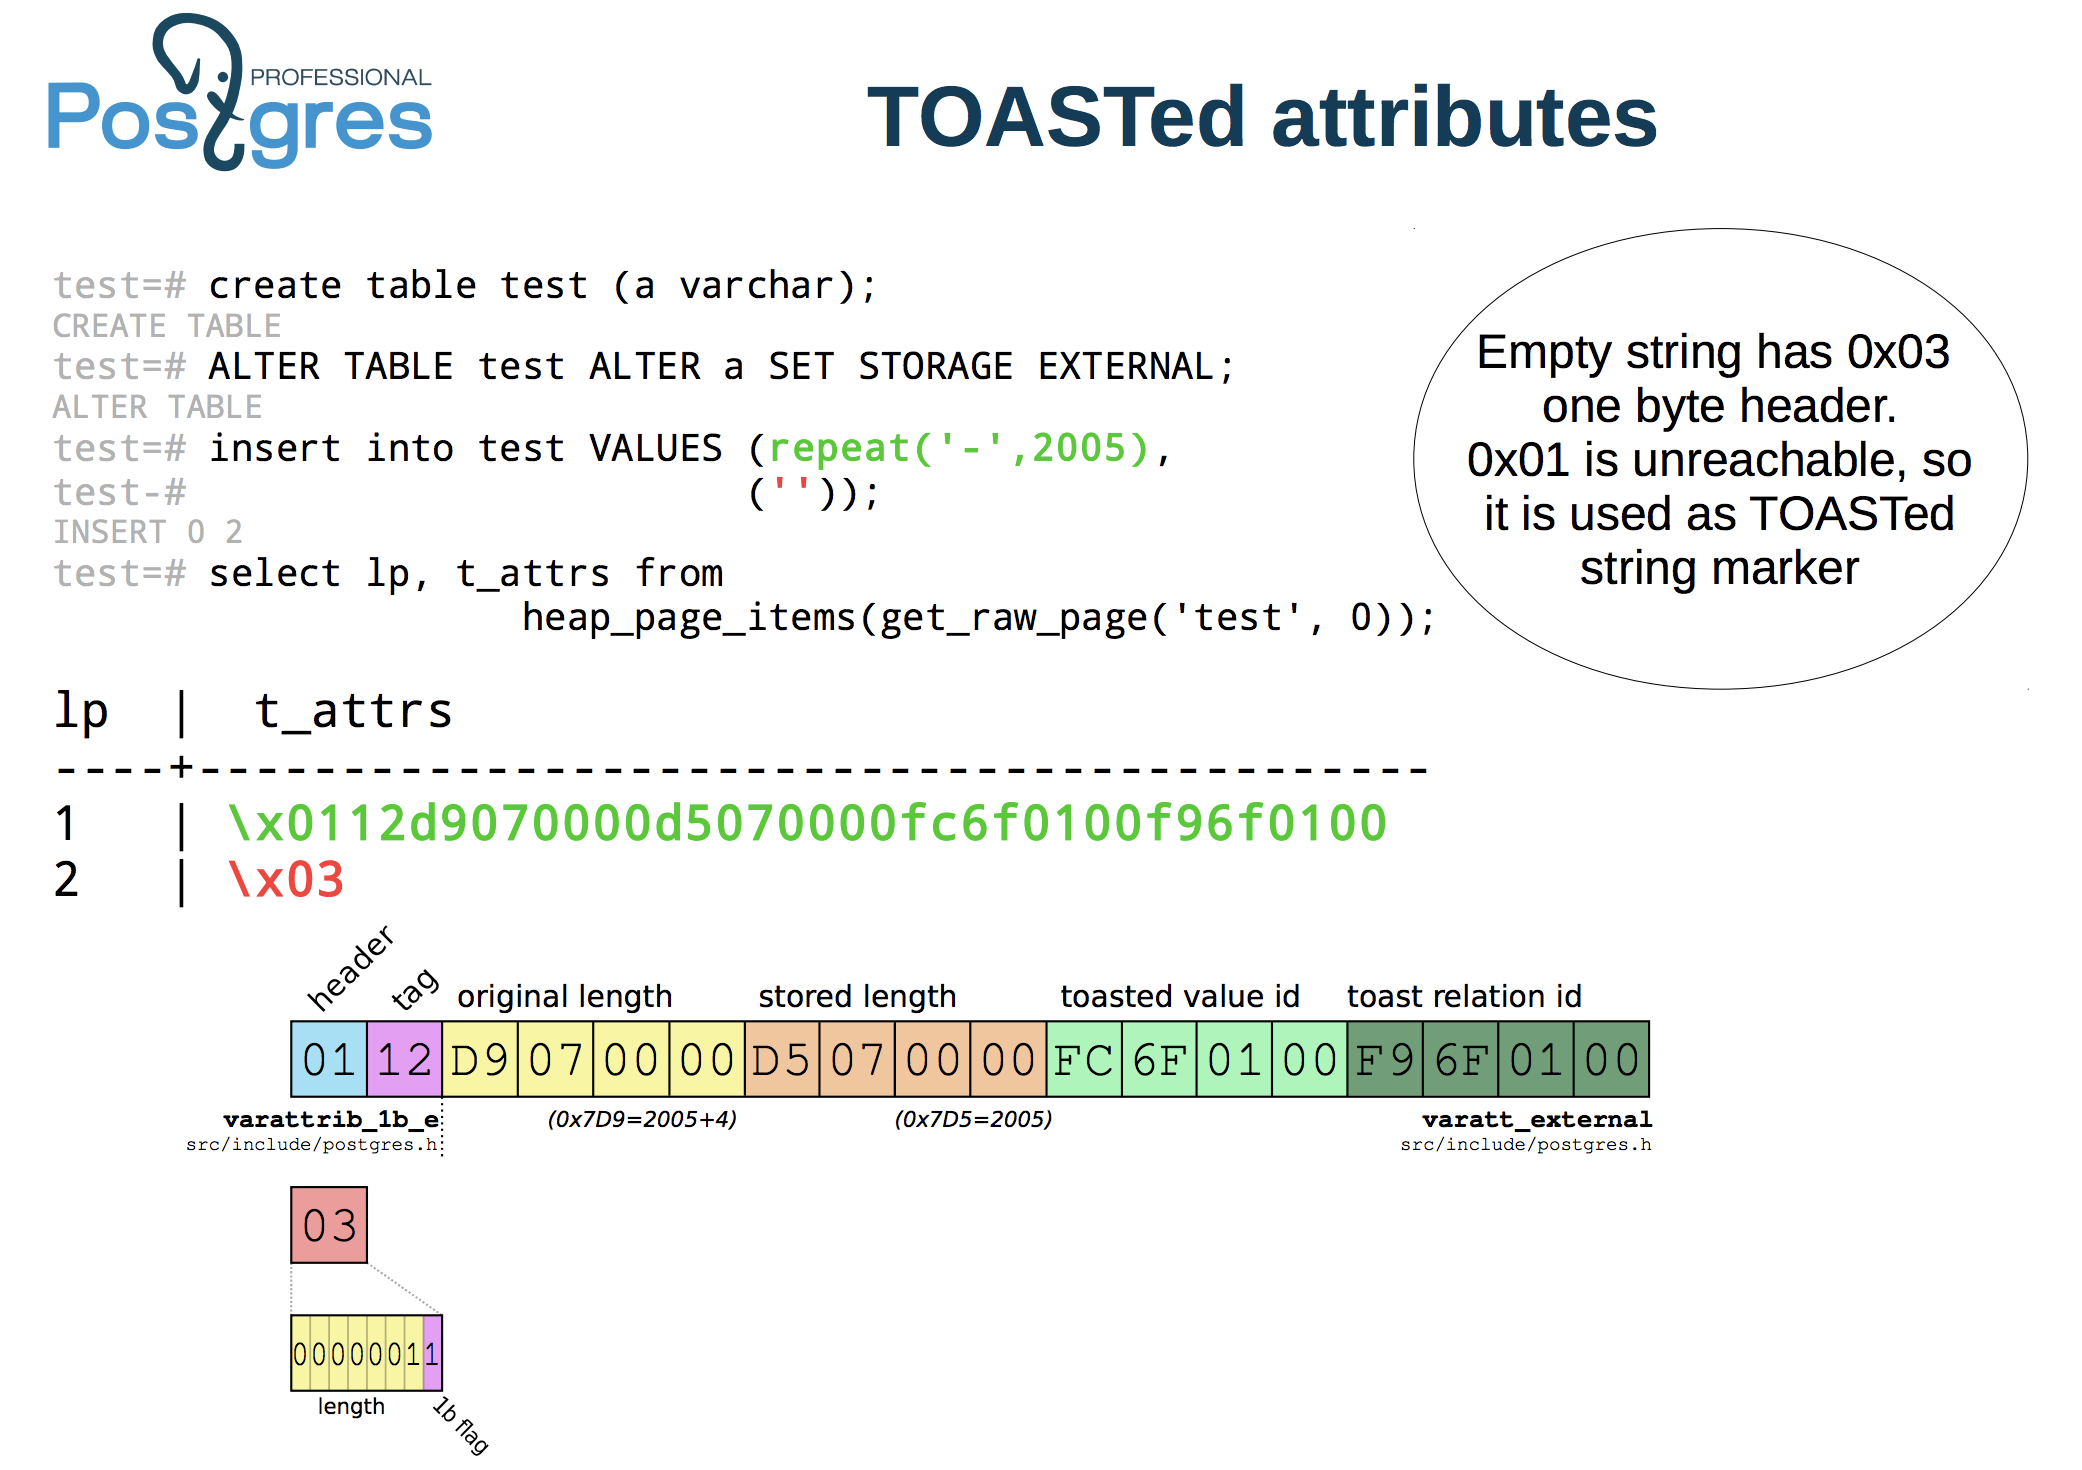 PROFESSIONAL
Postgres
TOASTed attributes
test=# create table test (a varchar);
CREATE TABLE
test=# ALTER TABLE test ALTER a SET STORAGE EXTERNAL;
ALTER TABLE
test=# insert into test VALUES (repeat('-',2005),
test-# (''));
INSERT 0 2
test=# select lp, t_attrs from
heap_page_items(get_raw_page('test', 0));
Empty string has 0x03
one byte header.
0x01 is unreachable, so
it is used as TOASTed
string marker
lp | t_attrs
----+-------------------------------------------
1 | \x0112d9070000d5070000fc6f0100f96f0100
2 | \x03
header tag original length stored length toasted value id toast relation id
01 12 D9 07 00 00 D5 07 00 00 FC 6F 01 00 F9 6F 01 00
varattrib_1b_e (0x7D9=2005+4) (0x7D5=2005) varatt_external
src/include/postgres.h src/include/postgres.h
03
0 0 0 0 0 0 1 1
length 1b flag